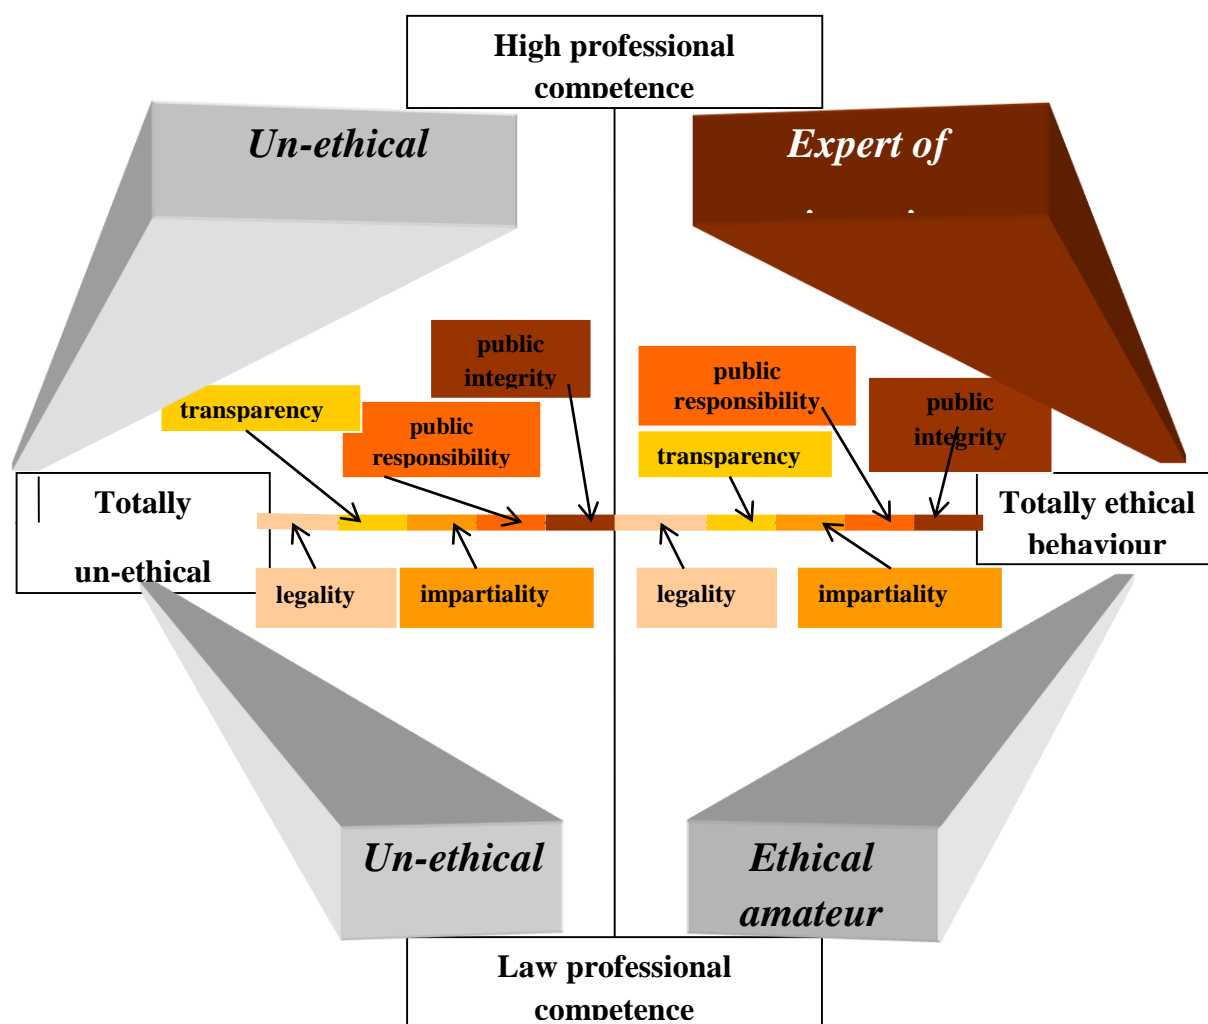 High professional
competence
Un-ethical
Expert of
public
integrity
public
responsibility
public
integrity
transparency
public
responsibility
transparency
Totally
un-ethical
Totally ethical
behaviour
legality
impartiality
legality
impartiality
Un-ethical
Ethical
amateur
Law professional
competence